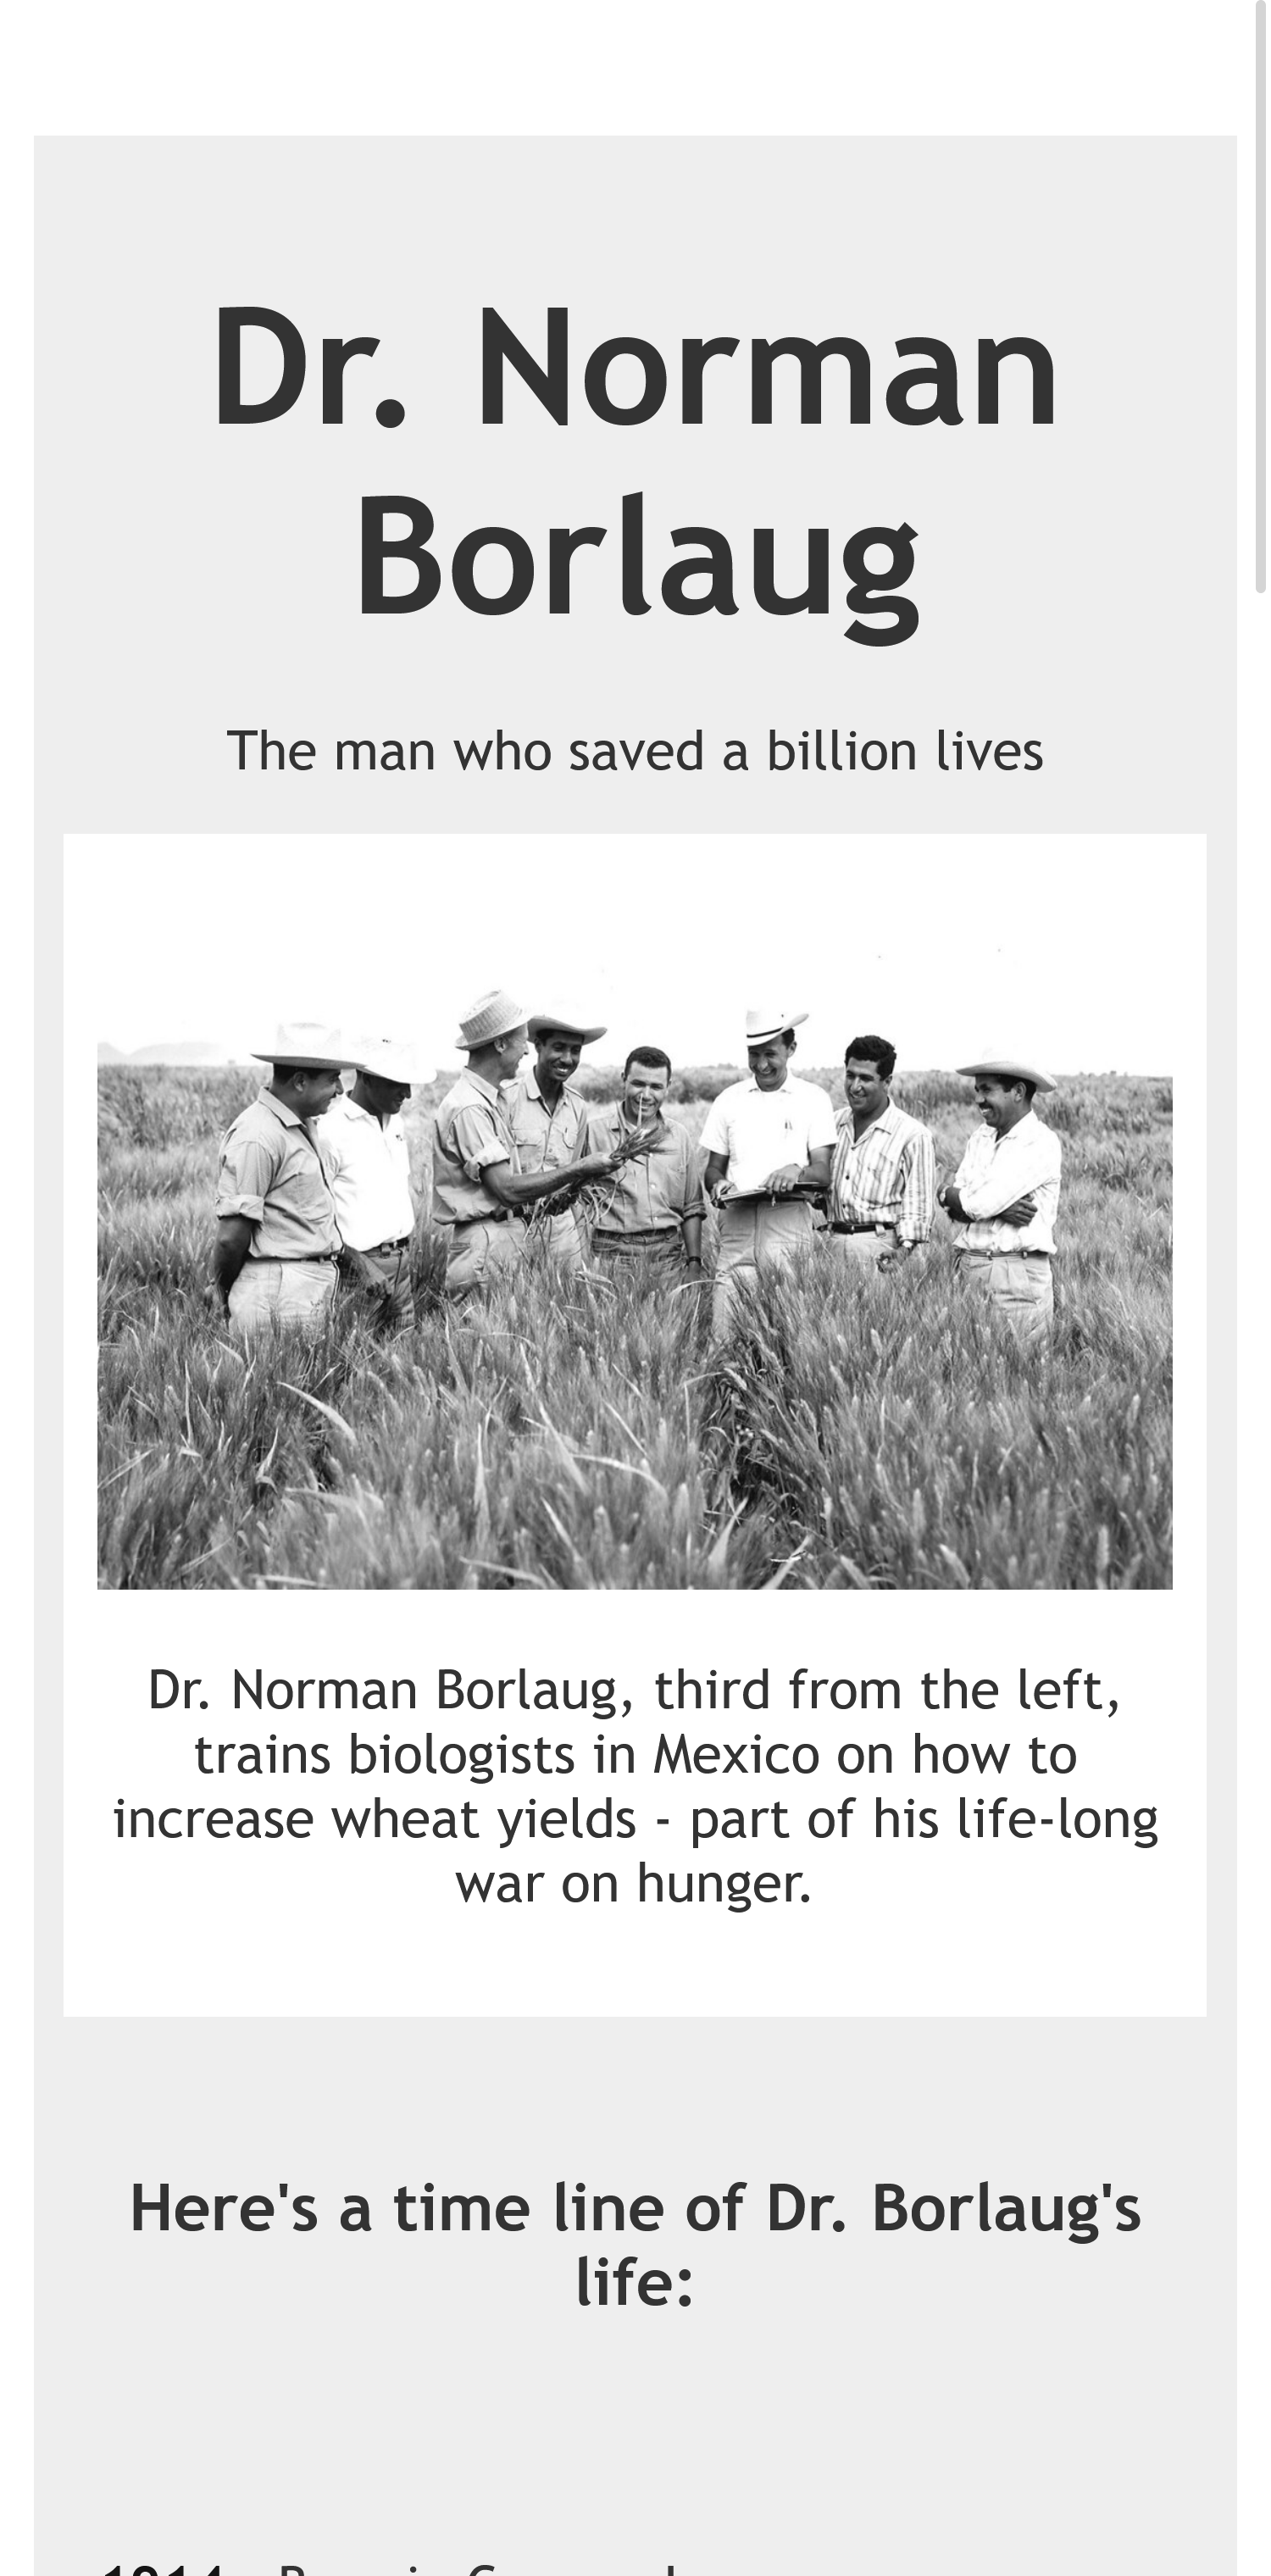 Dr. Norman
Borlaug
The man who saved a billion lives
Dr. Norman Borlaug, third from the left,
trains biologists in Mexico on how to
increase wheat yields - part of his life-long
war on hunger.
Here's a time line of Dr. Borlaug's
life: